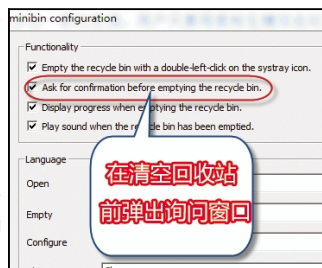 minibin configuration
Functionality
Empty the recycle bin with a double-left-click on the systray icon.
Ask for confirmation before emptying the recycle bin.
Display progress when emptying the recycle bin.
Play sound when the re cle bin has been emptied.
Language
Open
Empty
Configure
在清空回收站
前弹出询问窗口